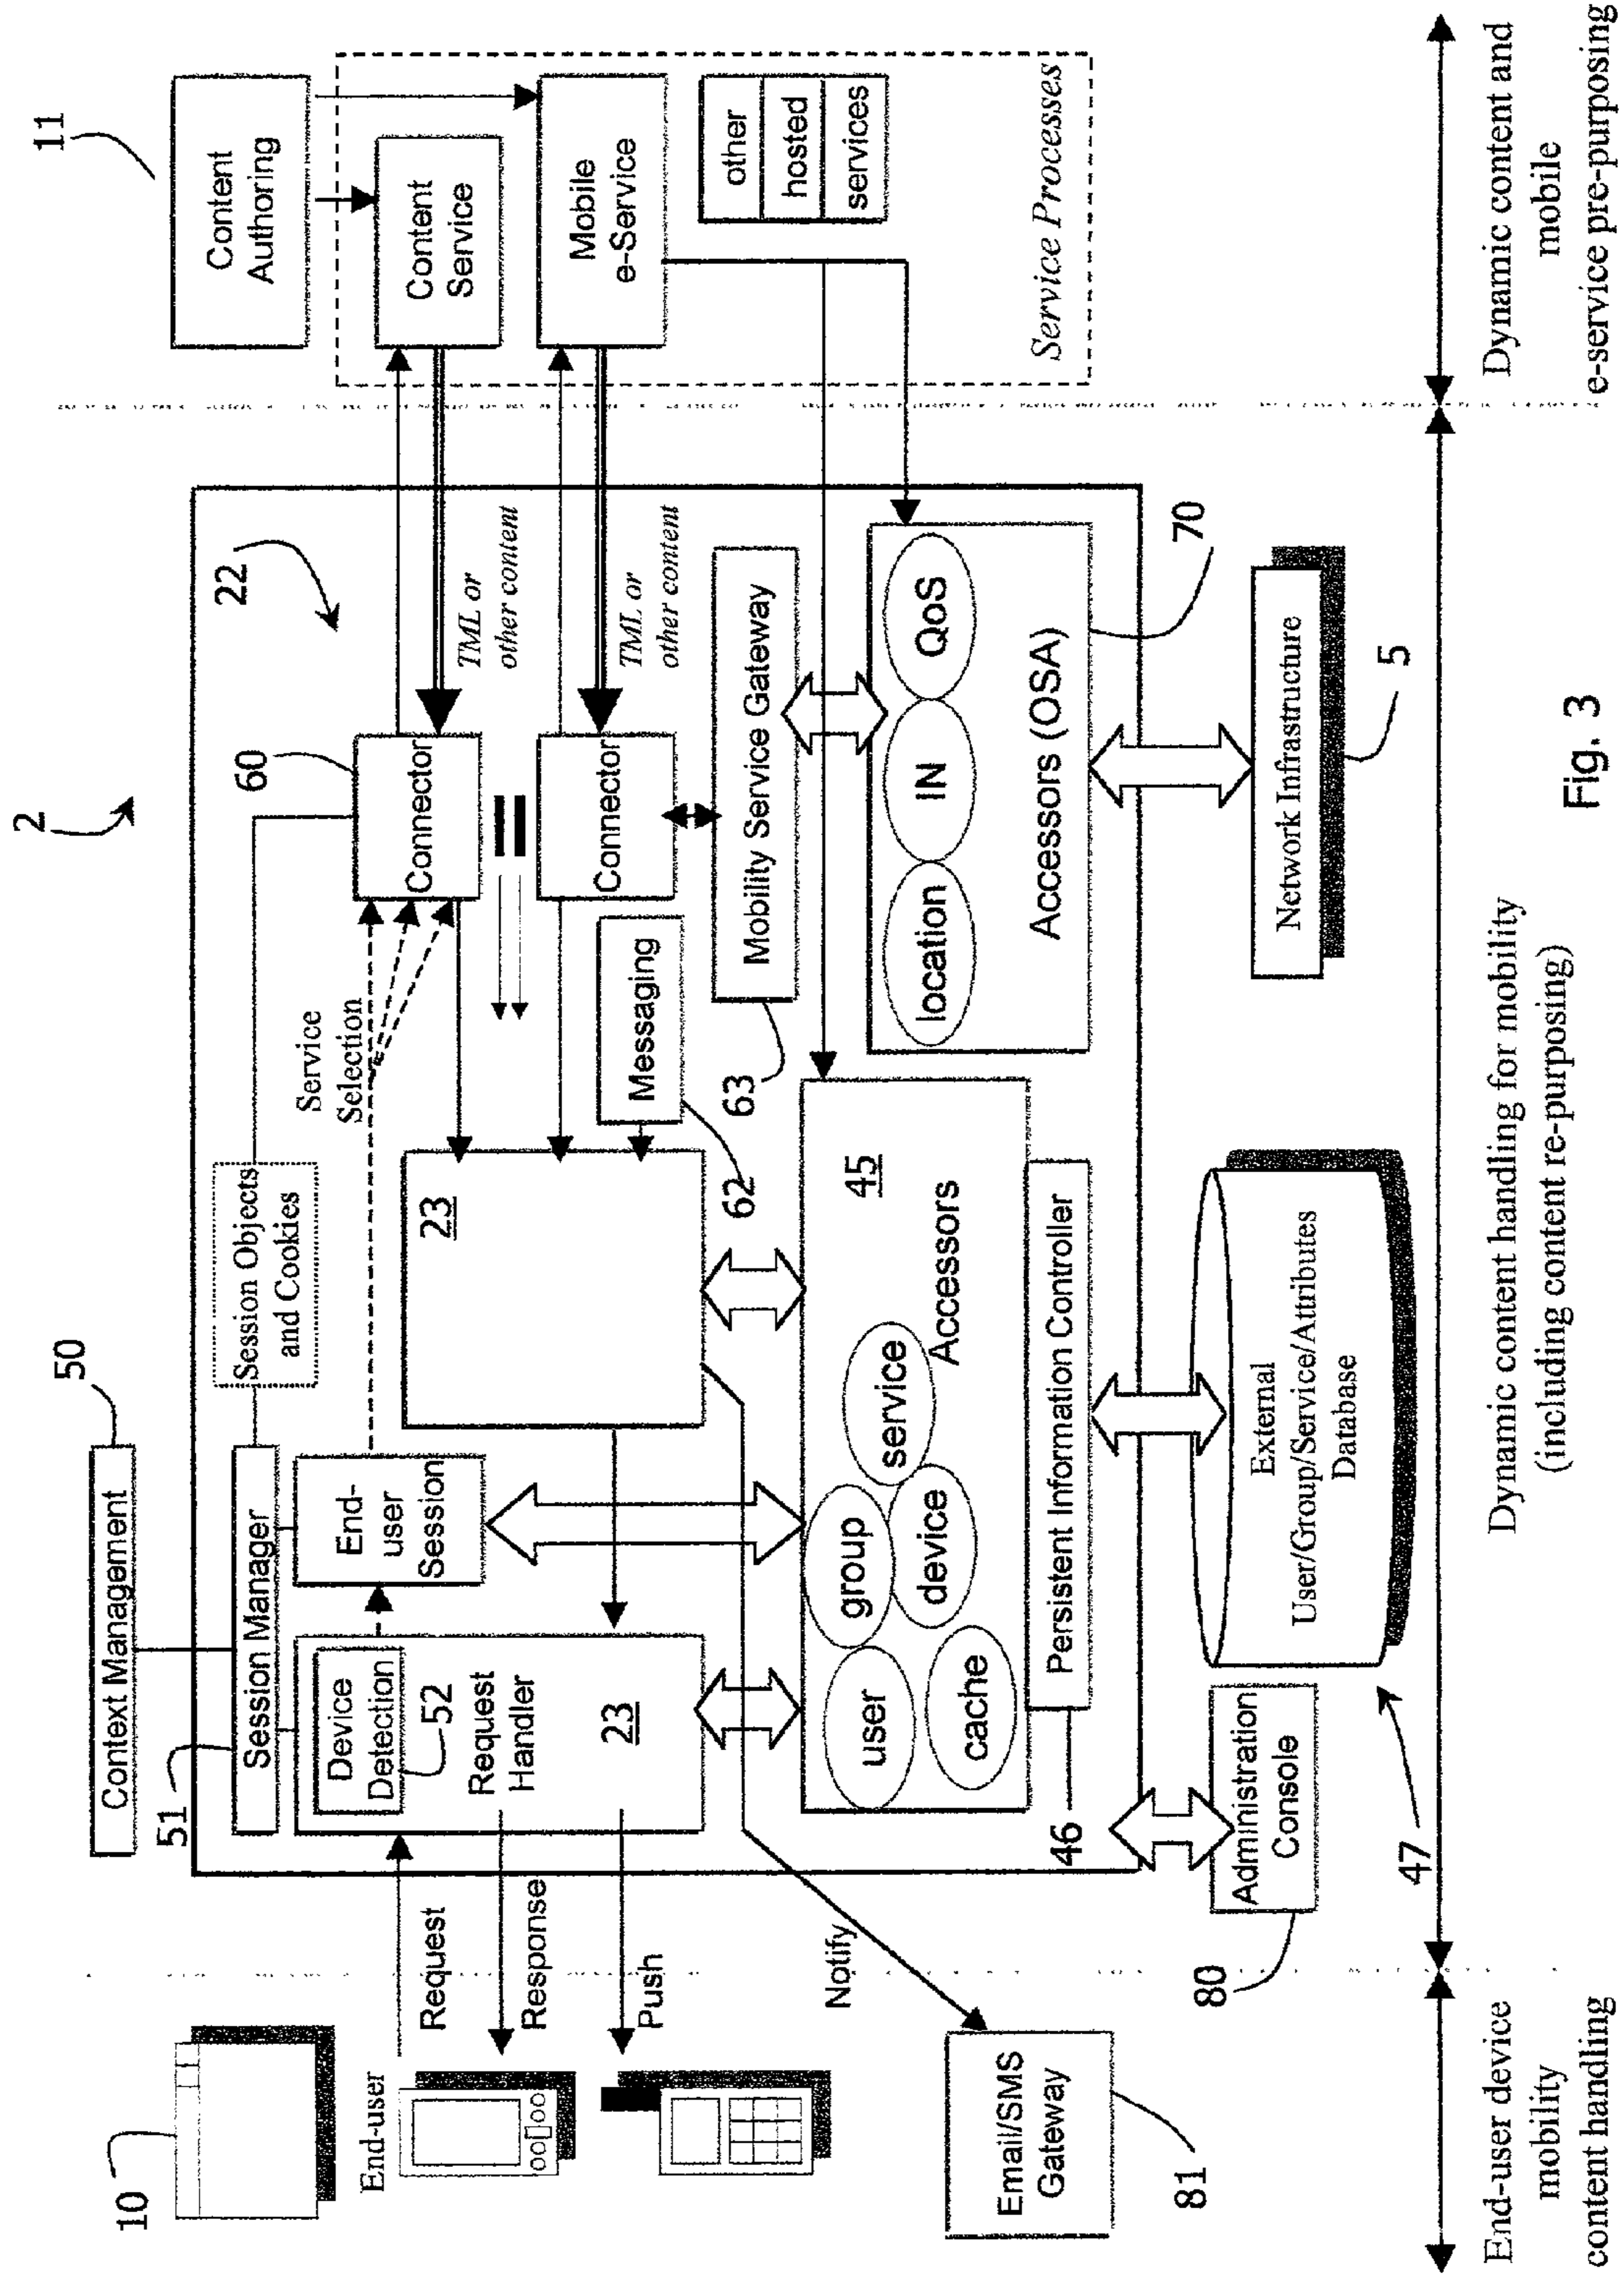 2
11
Content
Authoring
50
Context Management
51
Session Manager
Session Objects
and Cookies
60
22
10
End-user
Device
Detection
52
Request
Handler
23
End-
user
Session
Service
Selection
Connector
TML or
other content
Content
Service
23
Connector
TML or
other content
Mobile
e-Service
Request
Response
Push
Notify
Messaging
62
63
Mobility Service Gateway
other
hosted
services
Service Processes
45
Accessors
user
group
service
device
cache
location
IN
QoS
Accessors (OSA)
70
46
Persistent Information Controller
Email/SMS
Gateway
81
80
Administration
Console
47
External
User/Group/Service/Attributes
Database
Network Infrastructure
5
End-user device
mobility
content handling
Dynamic content handling for mobility
(including content re-purposing)
Dynamic content and
mobile
e-service pre-purposing
Fig. 3